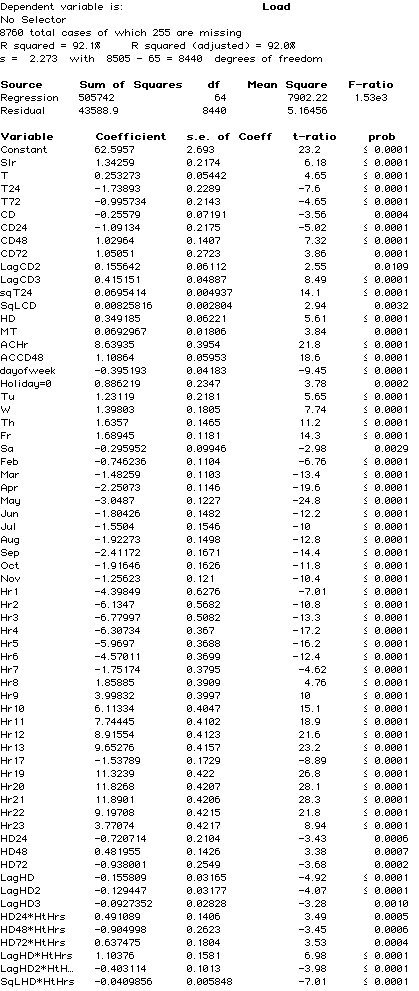 Dependent variable is: Load
No Selector
8760 total cases of which 255 are missing
R squared = 92.1% R squared (adjusted) = 92.0%
s = 2.273 with 8505 - 65 = 8440 degrees of freedom
Source Sum of Squares df Mean Square F-ratio
Regression 505742 64 7902.22 1.53e3
Residual 43588.9 8440 5.16456
Variable Coefficient s.e. of Coeff t-ratio prob
Constant 62.5957 2.693 23.2 ≤ 0.0001
Slr 1.34259 0.2174 6.18 ≤ 0.0001
T 0.253273 0.05442 4.65 ≤ 0.0001
T24 -1.73893 0.2289 -7.6 ≤ 0.0001
T72 -0.995734 0.2143 -4.65 ≤ 0.0001
CD -0.25579 0.07191 -3.56 0.0004
CD24 -1.09134 0.2175 -5.02 ≤ 0.0001
CD48 1.02964 0.1407 7.32 ≤ 0.0001
CD72 1.05051 0.2723 3.86 0.0001
LagCD2 0.155642 0.06112 2.55 0.0109
LagCD3 0.415151 0.04887 8.49 ≤ 0.0001
sqT24 0.0695414 0.004937 14.1 ≤ 0.0001
SqLCD 0.00825816 0.002804 2.94 0.0032
HD 0.349185 0.06221 5.61 ≤ 0.0001
MT 0.0692967 0.01806 3.84 0.0001
ACHr 8.63935 0.3954 21.8 ≤ 0.0001
ACCD48 1.10864 0.05953 18.6 ≤ 0.0001
dayofweek -0.395193 0.04183 -9.45 ≤ 0.0001
Holiday=0 0.886219 0.2347 3.78 0.0002
Tu 1.23119 0.2181 5.65 ≤ 0.0001
W 1.39803 0.1805 7.74 ≤ 0.0001
Th 1.6357 0.1465 11.2 ≤ 0.0001
Fr 1.68945 0.1181 14.3 ≤ 0.0001
Sa -0.295952 0.09946 -2.98 0.0029
Feb -0.746236 0.1104 -6.76 ≤ 0.0001
Mar -1.48259 0.1103 -13.4 ≤ 0.0001
Apr -2.25073 0.1146 -19.6 ≤ 0.0001
May -3.0487 0.1227 -24.8 ≤ 0.0001
Jun -1.80426 0.1482 -12.2 ≤ 0.0001
Jul -1.5504 0.1546 -10 ≤ 0.0001
Aug -1.92273 0.1498 -12.8 ≤ 0.0001
Sep -2.41172 0.1671 -14.4 ≤ 0.0001
Oct -1.91646 0.1626 -11.8 ≤ 0.0001
Nov -1.25623 0.121 -10.4 ≤ 0.0001
Hr1 -4.39849 0.6276 -7.01 ≤ 0.0001
Hr2 -6.1347 0.5682 -10.8 ≤ 0.0001
Hr3 -6.77997 0.5082 -13.3 ≤ 0.0001
Hr4 -6.30734 0.367 -17.2 ≤ 0.0001
Hr5 -5.9697 0.3688 -16.2 ≤ 0.0001
Hr6 -4.57011 0.3699 -12.4 ≤ 0.0001
Hr7 -1.75174 0.3795 -4.62 ≤ 0.0001
Hr8 1.85885 0.3909 4.76 ≤ 0.0001
Hr9 3.99832 0.3997 10 ≤ 0.0001
Hr10 6.11334 0.4047 15.1 ≤ 0.0001
Hr11 7.74445 0.4102 18.9 ≤ 0.0001
Hr12 8.91554 0.4123 21.6 ≤ 0.0001
Hr13 9.65276 0.4157 23.2 ≤ 0.0001
Hr17 -1.53789 0.1729 -8.89 ≤ 0.0001
Hr19 11.3239 0.422 26.8 ≤ 0.0001
Hr20 11.8268 0.4207 28.1 ≤ 0.0001
Hr21 11.8901 0.4206 28.3 ≤ 0.0001
Hr22 9.19708 0.4215 21.8 ≤ 0.0001
Hr23 3.77074 0.4217 8.94 ≤ 0.0001
HD24 -0.720714 0.2104 -3.43 0.0006
HD48 0.481955 0.1426 3.38 0.0007
HD72 -0.938001 0.2549 -3.68 0.0002
LagHD -0.155809 0.03165 -4.92 ≤ 0.0001
LagHD2 -0.129447 0.03177 -4.07 ≤ 0.0001
LagHD3 -0.0927352 0.02828 -3.28 0.0010
HD24*HtHrs 0.491089 0.1406 3.49 0.0005
HD48*HtHrs -0.904998 0.2623 -3.45 0.0006
HD72*HtHrs 0.637475 0.1804 3.53 0.0004
LagHD*HtHrs 1.10376 0.1581 6.98 ≤ 0.0001
LagHD2*HtH... -0.403114 0.1013 -3.98 ≤ 0.0001
SqLHD*HtHrs -0.0409856 0.005848 -7.01 ≤ 0.0001